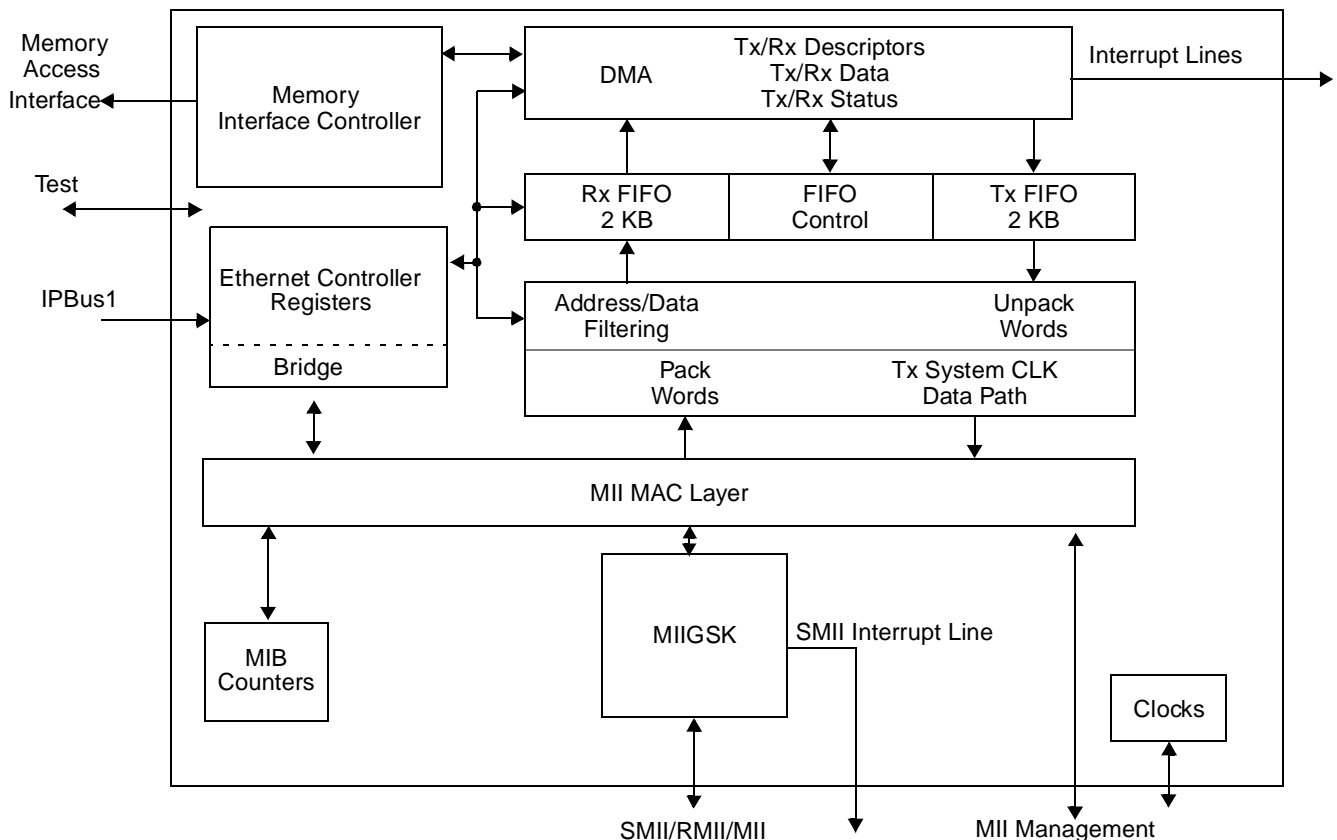 Memory
Access
Interface
Memory
Interface Controller
DMA
Tx/Rx Descriptors
Tx/Rx Data
Tx/Rx Status
Interrupt Lines
Test
Rx FIFO
2 KB
FIFO
Control
Tx FIFO
2 KB
IPBus1
Ethernet Controller
Registers
Bridge
Address/Data
Filtering
Unpack
Words
Pack
Words
Tx System CLK
Data Path
MII MAC Layer
MIB
Counters
MIIGSK
SMII Interrupt Line
Clocks
SMII/RMII/MII
MII Management